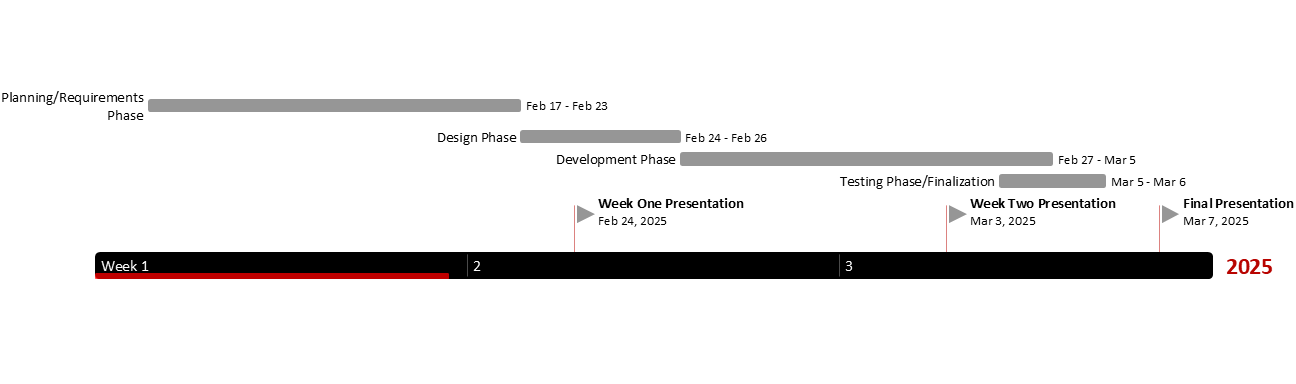 Planning/Requirements
Phase
Feb 17 - Feb 23
Design Phase
Feb 24 - Feb 26
Development Phase
Feb 27 - Mar 5
Testing Phase/Finalization
Mar 5 - Mar 6
Week One Presentation
Feb 24, 2025
Week Two Presentation
Mar 3, 2025
Final Presentation
Mar 7, 2025
Week 1
2
3
2025